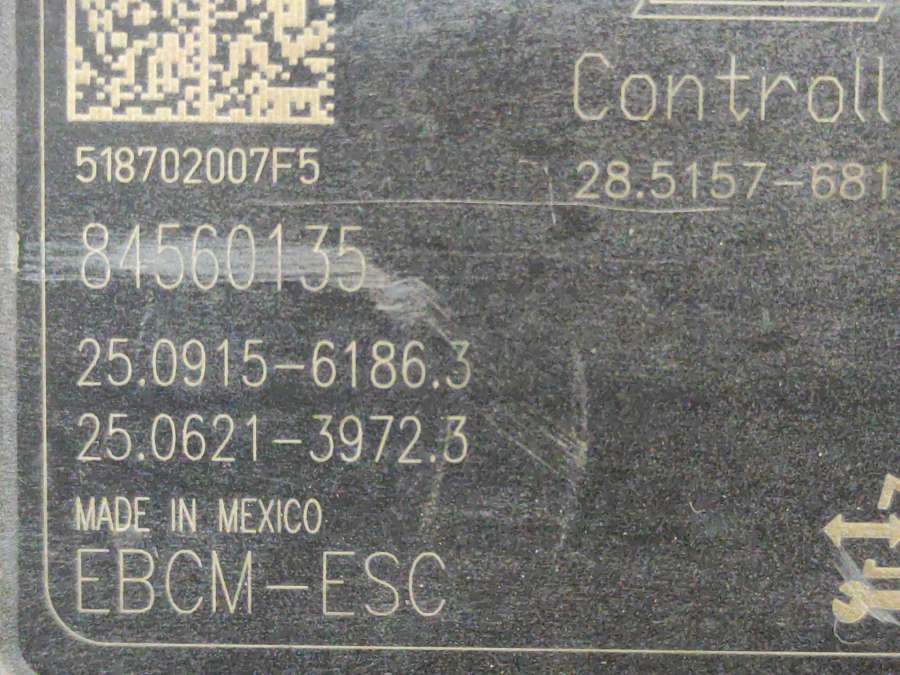 Controll
518702007F5
28.5157-681
84560135
25.0915-6186.3
25.0621-3972.3
MADE IN MEXICO
EBCM-ESC